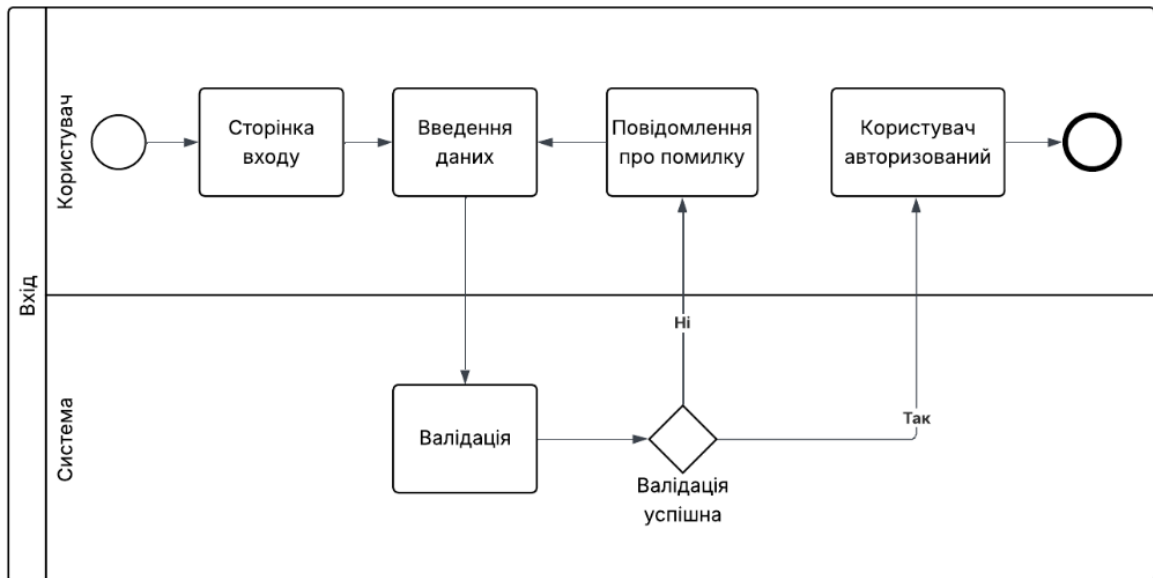 Вхід
Користувач
Сторінка
входу
Введення
даних
Повідомлення
про помилку
Користувач
авторизований
Система
Ні
Так
Валідація
Валідація
успішна